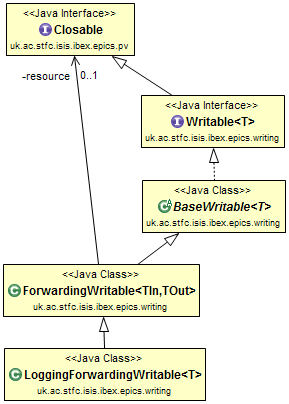 <<Java Interface>>
I Closable
uk.ac.stfc.isis.ibex.epics.pv
-resource 0..1
<<Java Interface>>
I Writable<T>
uk.ac.stfc.isis.ibex.epics.writing
<<Java Class>>
C A BaseWritable<T>
uk.ac.stfc.isis.ibex.epics.writing
<<Java Class>>
C ForwardingWritable<TIn,TOut>
uk.ac.stfc.isis.ibex.epics.writing
<<Java Class>>
C LoggingForwardingWritable<T>
uk.ac.stfc.isis.ibex.epics.writing